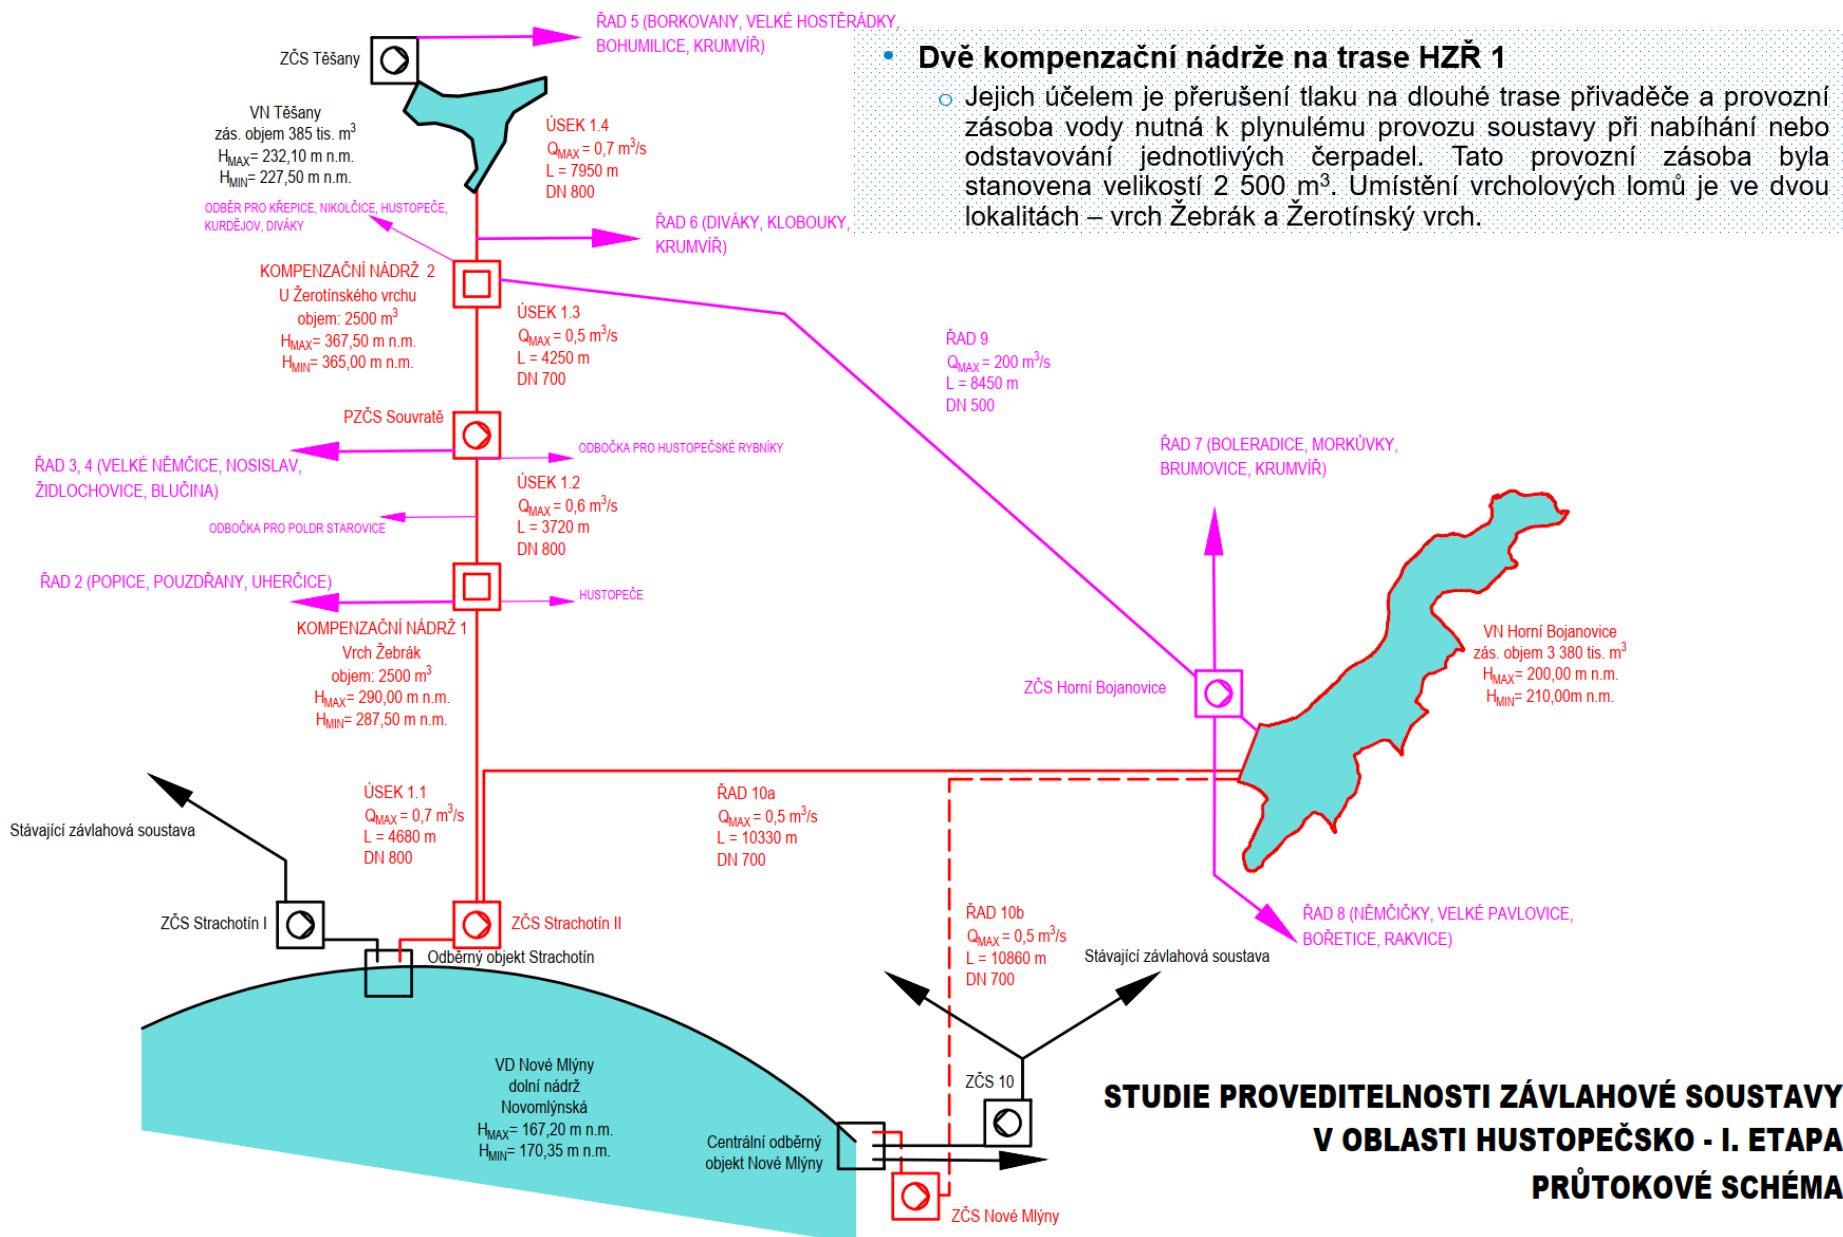 ŘAD 5 (BORKOVANY, VELKÉ HOSTĚRÁDKY,
BOHUMILICE, KRUMVÍŘ)
• Dvě kompenzační nádrže na trase HZŘ 1
o Jejich účelem je přerušení tlaku na dlouhé trase přivaděče a provozní
zásoba vody nutná k plynulému provozu soustavy při nabíhání nebo
odstavování jednotlivých čerpadel. Tato provozní zásoba byla
stanovena velikostí 2 500 m³. Umístění vrcholových lomů je ve dvou
lokalitách – vrch Žebrák a Žerotínský vrch.
ZČS Těšany
VN Těšany
zás. objem 385 tis. m³
HMAX= 232,10 m n.m.
HMIN= 227,50 m n.m.
ÚSEK 1.4
QMAX = 0,7 m³/s
L = 7950 m
DN 800
ODBĚR PRO KŘEPICE, NIKOLČICE, HUSTOPEČE,
KURDĚJOV, DIVÁKY
ŘAD 6 (DIVÁKY, KLOBOUKY,
KRUMVÍŘ)
KOMPENZAČNÍ NÁDRŽ 2
U Žerotínského vrchu
objem: 2500 m³
HMAX= 367,50 m n.m.
HMIN= 365,00 m n.m.
ÚSEK 1.3
QMAX = 0,5 m³/s
L = 4250 m
DN 700
ŘAD 9
QMAX = 200 m³/s
L = 8450 m
DN 500
PZČS Souvratě
ODBOČKA PRO HUSTOPEČSKÉ RYBNÍKY
ŘAD 3, 4 (VELKÉ NĚMČICE, NOSISLAV,
ŽIDLOCHOVICE, BLUČINA)
ŘAD 7 (BOLERADICE, MORKŮVKY,
BRUMOVICE, KRUMVÍŘ)
ÚSEK 1.2
QMAX = 0,6 m³/s
L = 3720 m
DN 800
ODBOČKA PRO POLDR STAROVICE
ŘAD 2 (POPICE, POUZDŘANY, UHERČICE)
HUSTOPEČE
KOMPENZAČNÍ NÁDRŽ 1
Vrch Žebrák
objem: 2500 m³
HMAX= 290,00 m n.m.
HMIN= 287,50 m n.m.
VN Horní Bojanovice
zás. objem 3 380 tis. m³
HMAX= 200,00 m n.m.
HMIN= 210,00m n.m.
ZČS Horní Bojanovice
ÚSEK 1.1
QMAX = 0,7 m³/s
L = 4680 m
DN 800
ŘAD 10a
QMAX = 0,5 m³/s
L = 10330 m
DN 700
Stávající závlahová soustava
ZČS Strachotín I
ZČS Strachotín II
Odběrný objekt Strachotín
ŘAD 10b
QMAX = 0,5 m³/s
L = 10860 m
DN 700
ŘAD 8 (NĚMČIČKY, VELKÉ PAVLOVICE,
BOŘETICE, RAKVICE)
Stávající závlahová soustava
VD Nové Mlýny
dolní nádrž
Novomlýnská
HMAX= 167,20 m n.m.
HMIN= 170,35 m n.m.
ZČS 10
Centrální odběrný
objekt Nové Mlýny
ZČS Nové Mlýny
STUDIE PROVEDITELNOSTI ZÁVLAHOVÉ SOUSTAVY
V OBLASTI HUSTOPEČSKO - I. ETAPA
PRŮTOKOVÉ SCHÉMA